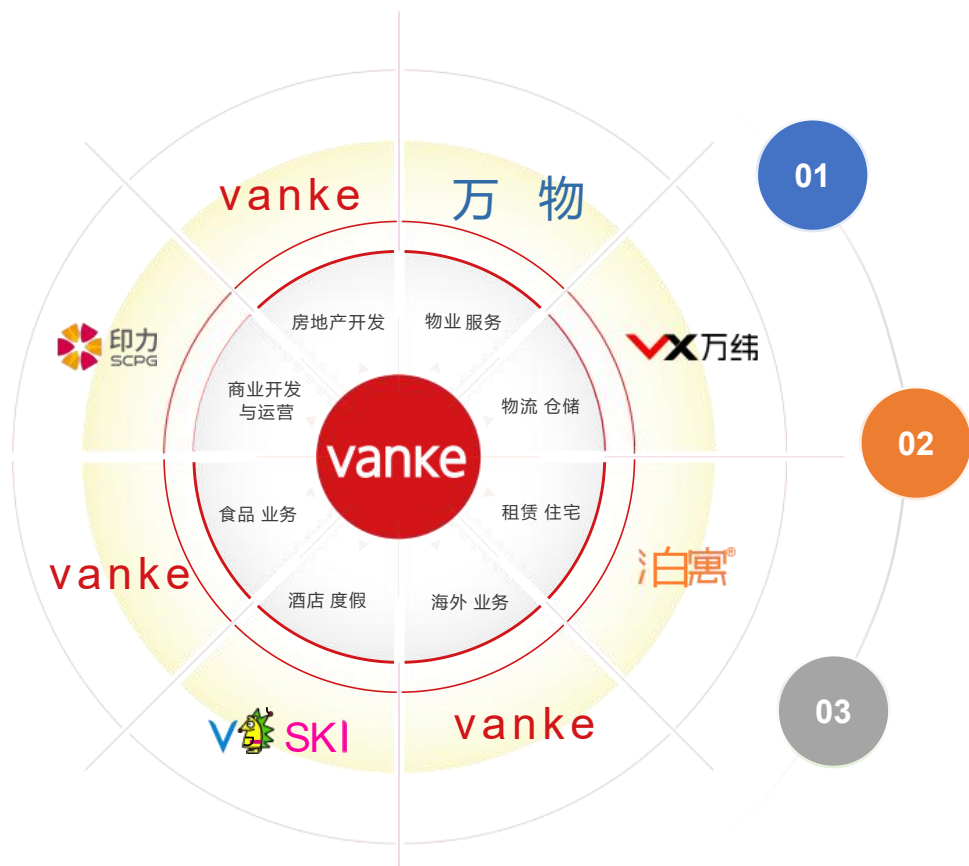 vanke
万 物
01
房地产开发
物业 服务
印力
SCPG
VX万纬
商业开发
与运营
物流 仓储
vanke
02
食品 业务
租赁 住宅
vanke
泊寓®
酒店 度假
海外 业务
03
V SKI
vanke